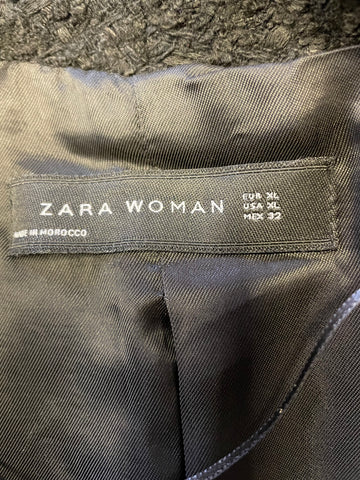 ZARA WOMAN
EUR XL
USA XL
MEX 32
MADE IN MOROCCO